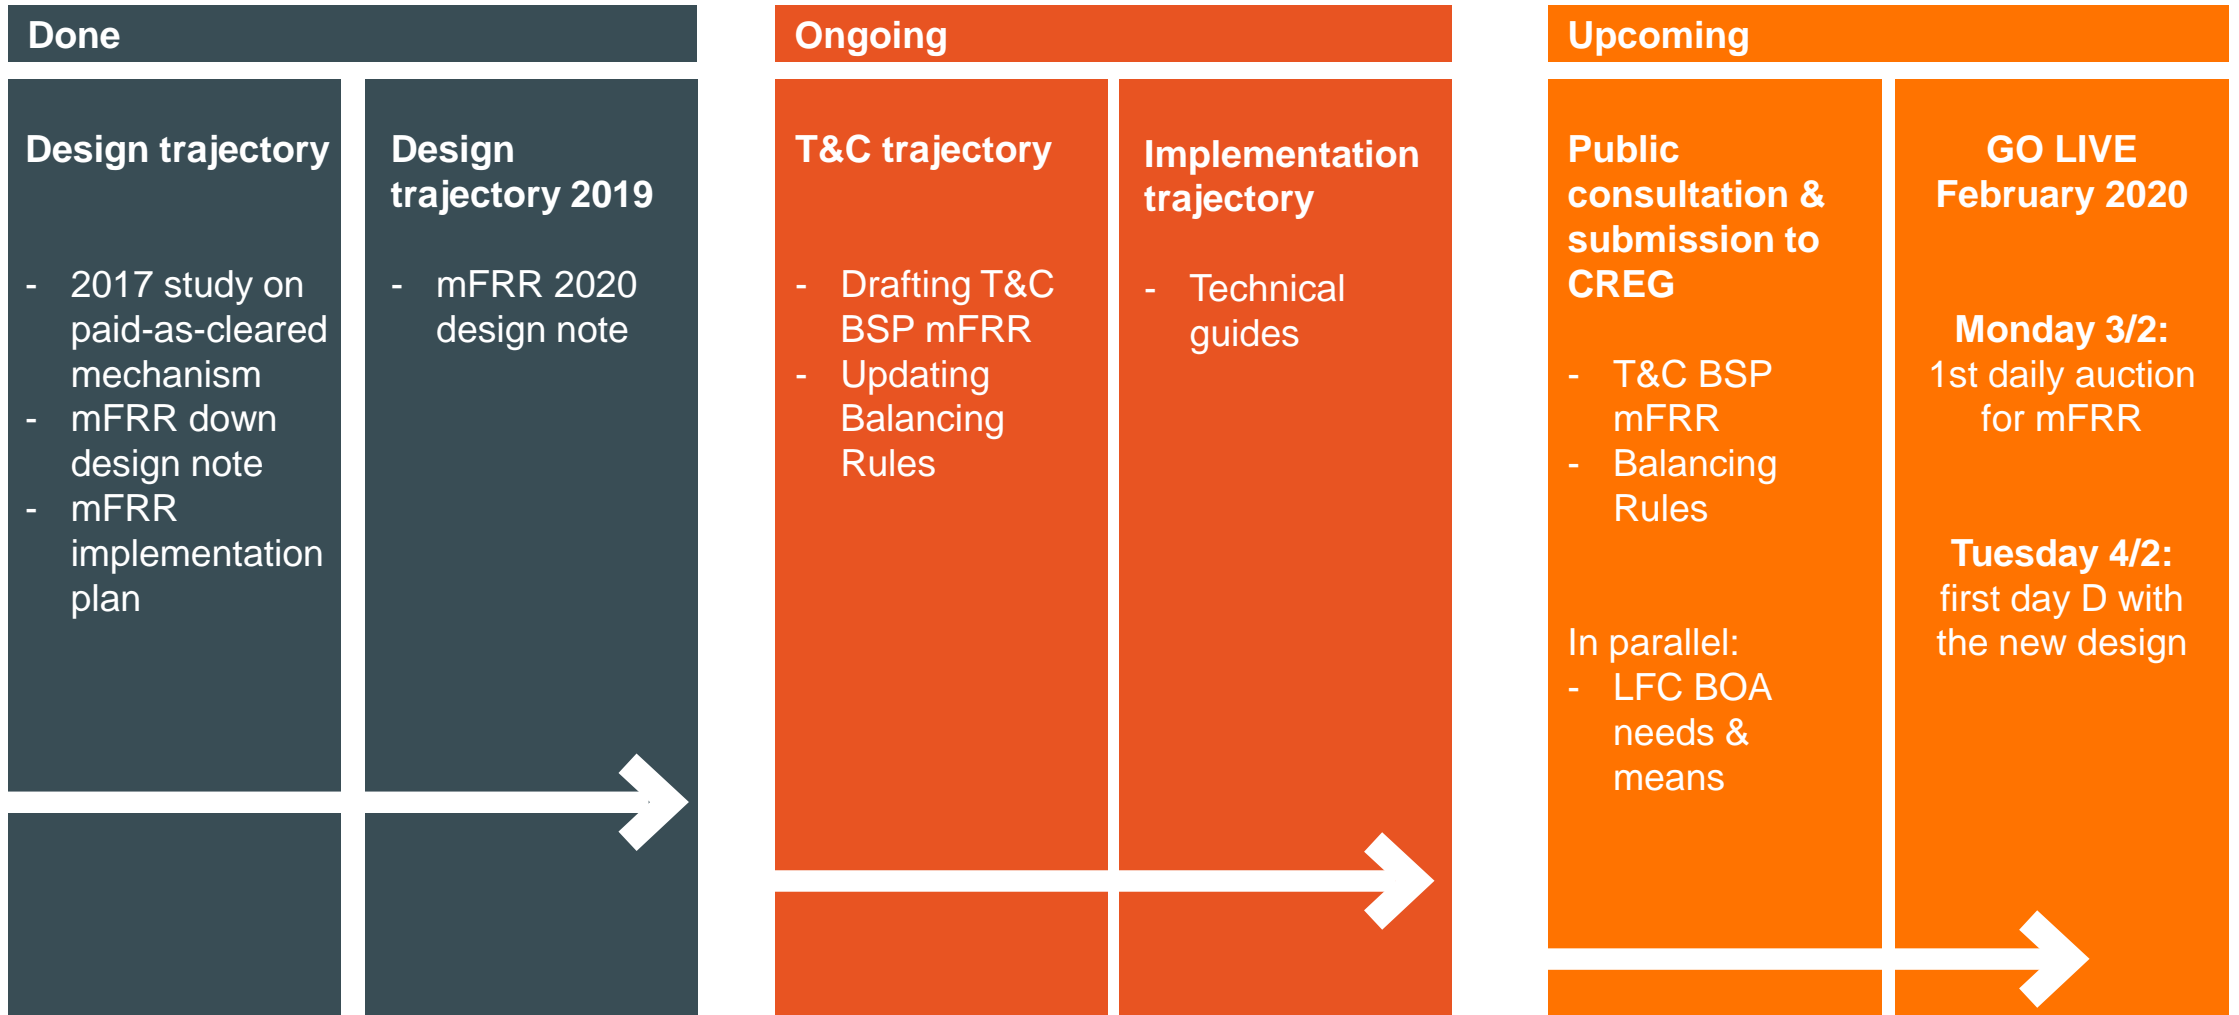 Done
Design trajectory
- 2017 study on
paid-as-cleared
mechanism
- mFRR down
design note
- mFRR
implementation
plan
Design
trajectory 2019
- mFRR 2020
design note
Ongoing
T&C trajectory
- Drafting T&C
BSP mFRR
- Updating
Balancing
Rules
Implementation
trajectory
- Technical
guides
Upcoming
Public
consultation &
submission to
CREG
- T&C BSP
mFRR
- Balancing
Rules
In parallel:
- LFC BOA
needs &
means
GO LIVE
February 2020
Monday 3/2:
1st daily auction
for mFRR
Tuesday 4/2:
first day D with
the new design